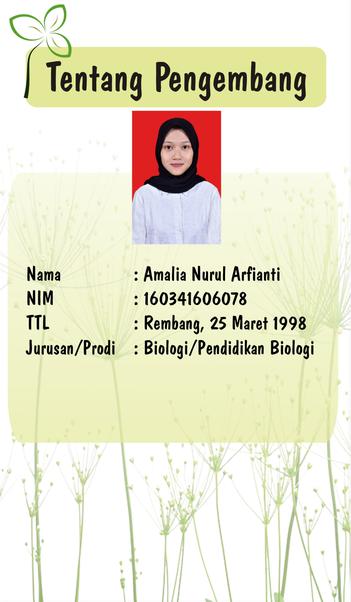 Tentang Pengembang
Nama : Amalia Nurul Arfianti
NIM : 160341606078
TTL : Rembang, 25 Maret 1998
Jurusan/Prodi : Biologi/Pendidikan Biologi